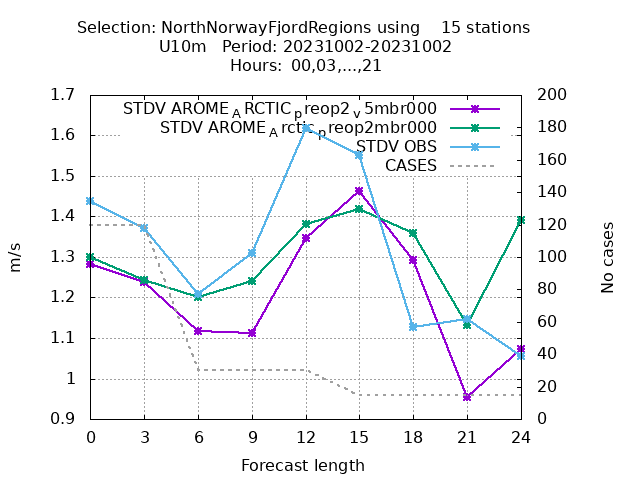 Selection: NorthNorwayFjordRegions using 15 stations
U10m Period: 20231002-20231002
Hours: 00,03,...,21
STDV AROME_ARCTIC_preop2_v5mbr000
STDV AROME_Arctic_preop2mbr000
STDV OBS
CASES
1.7
1.6
1.5
1.4
1.3
1.2
1.1
1
0.9
m/s
200
180
160
140
120
100
80
60
40
20
0
No cases
0 3 6 9 12 15 18 21 24
Forecast length